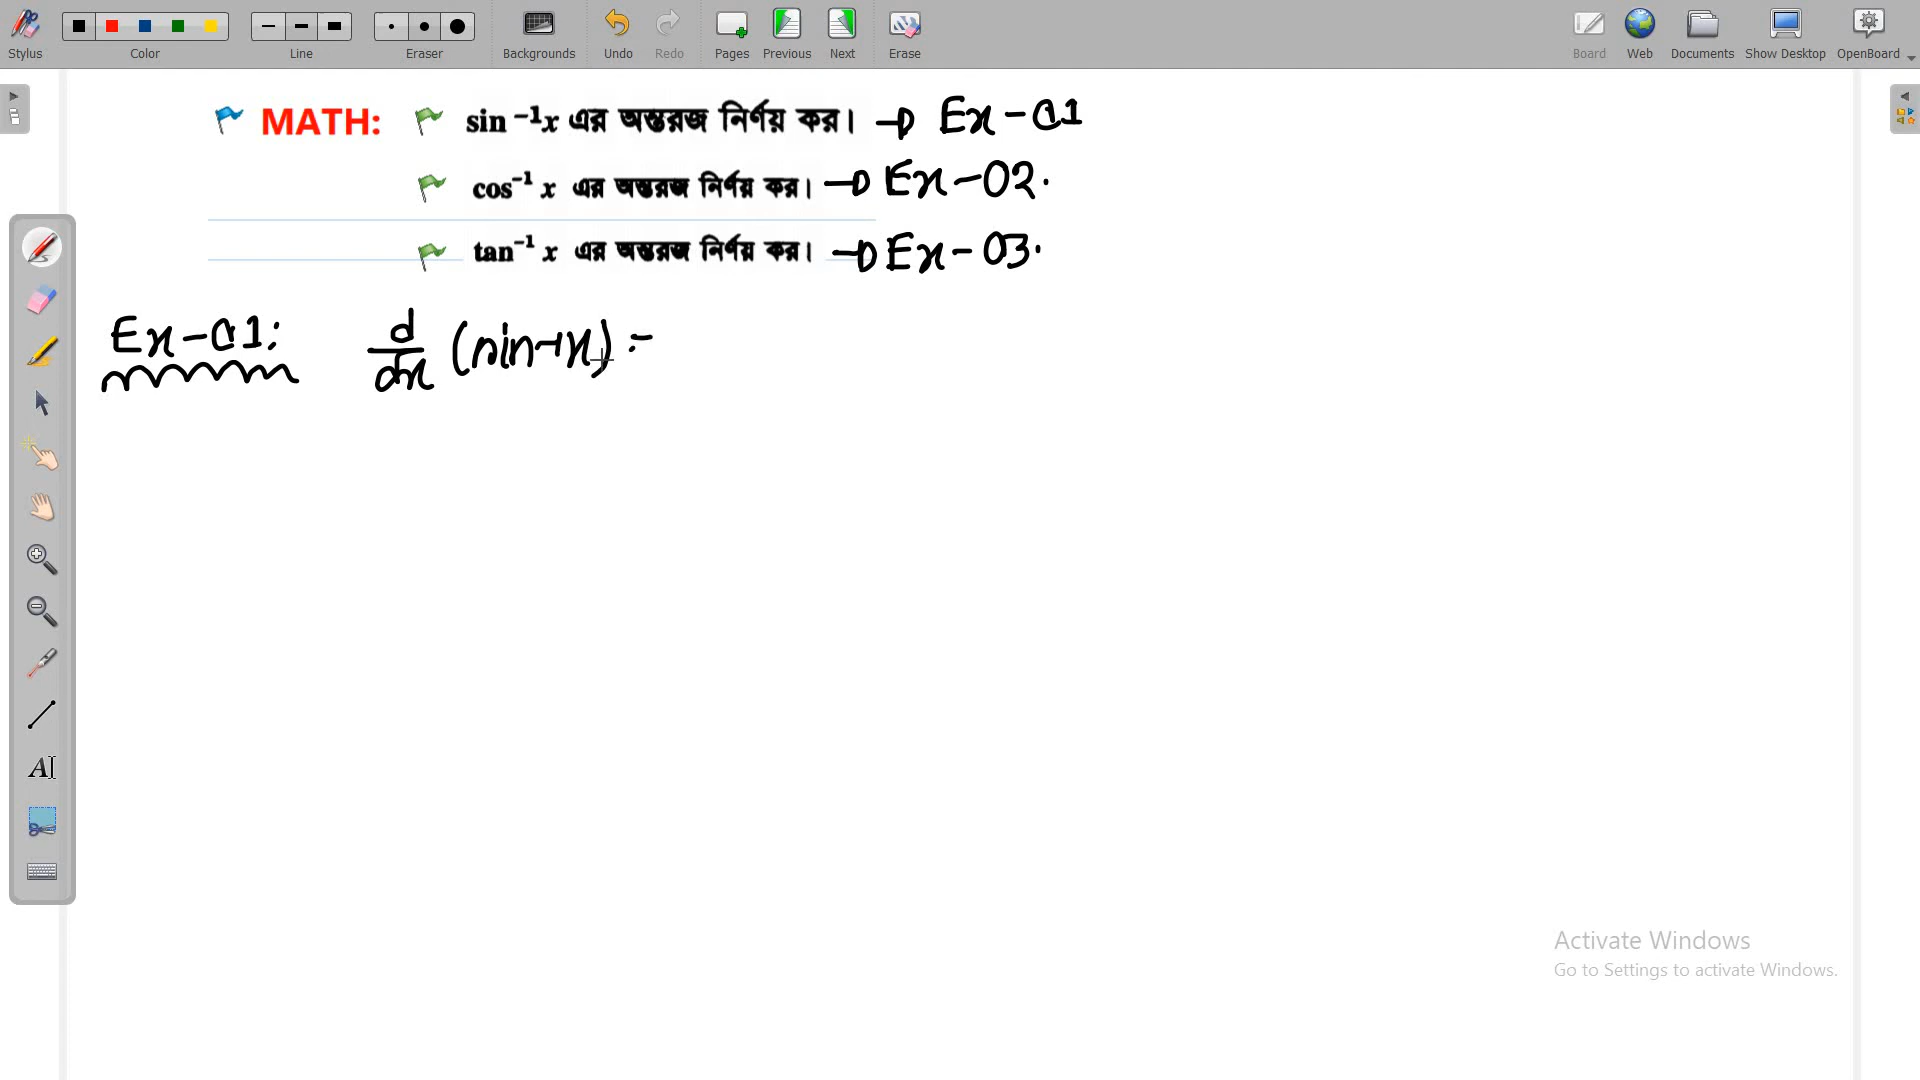 Stylus Color Line Eraser Backgrounds Undo Redo Pages Previous Next Erase Board Web Documents Show Desktop OpenBoard
MATH: sin⁻¹x এর অন্তরজ নির্ণয় কর। → Ex-01
cos⁻¹ x এর অন্তরজ নির্ণয় কর। → Ex-02.
tan⁻¹ x এর অন্তরজ নির্ণয় কর। → Ex-03.
Ex-01: d/dx (sin⁻¹x) =
Activate Windows
Go to Settings to activate Windows.